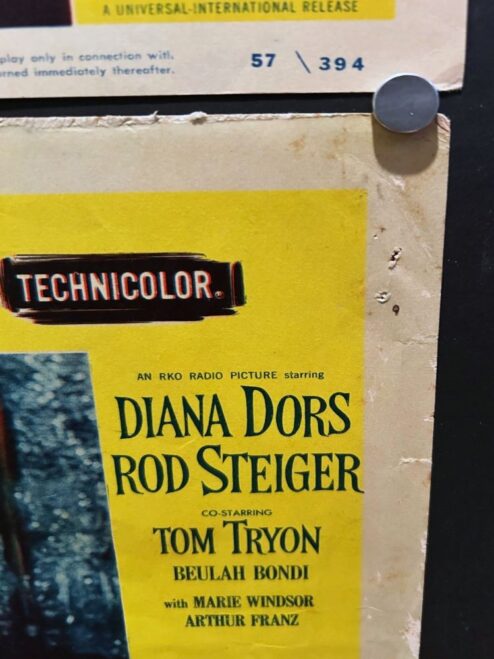 A UNIVERSAL-INTERNATIONAL RELEASE
play only in connection with
rned immediately thereafter.
57 \ 394
TECHNICOLOR®
AN RKO RADIO PICTURE starring
DIANA DORS
ROD STEIGER
CO-STARRING
TOM TRYON
BEULAH BONDI
with MARIE WINDSOR
ARTHUR FRANZ